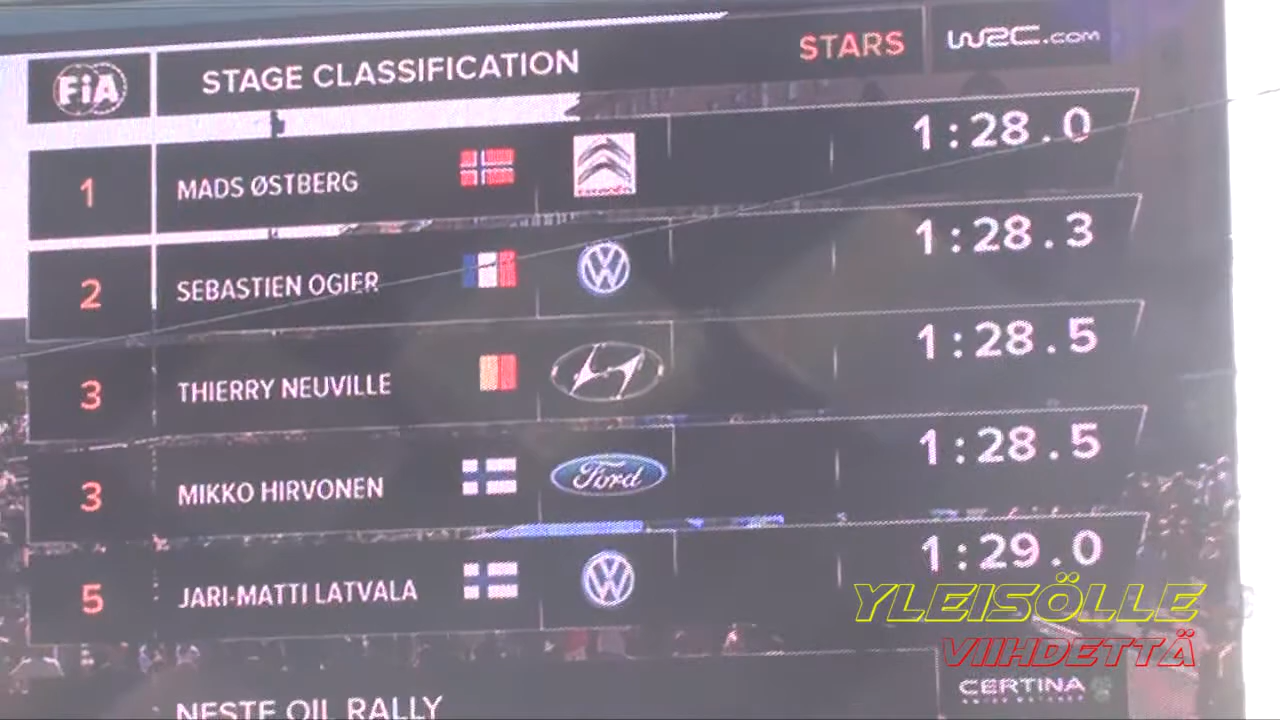 FiA STAGE CLASSIFICATION STARS WRC.com
1 MADS ØSTBERG 1:28.0
2 SEBASTIEN OGIER 1:28.3
3 THIERRY NEUVILLE 1:28.5
3 MIKKO HIRVONEN Ford 1:28.5
5 JARI-MATTI LATVALA 1:29.0
YLEISÖLLE
VIIHDETTÄ
CERTINA
NESTE OIL RALLY